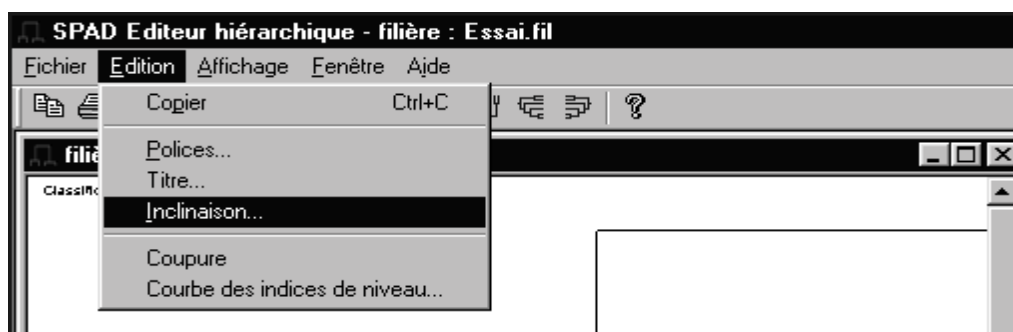 SPAD Editeur hiérarchique - filière : Essai.fil
Fichier Edition Affichage Fenêtre Aide
Copier Ctrl+C
Polices...
Titre...
Inclinaison...
Coupure
Courbe des indices de niveau...